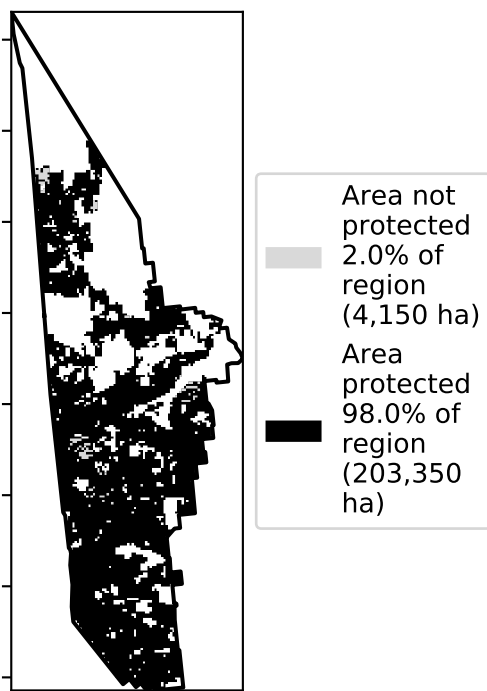 Area not
protected
2.0% of
region
(4,150 ha)
Area
protected
98.0% of
region
(203,350
ha)